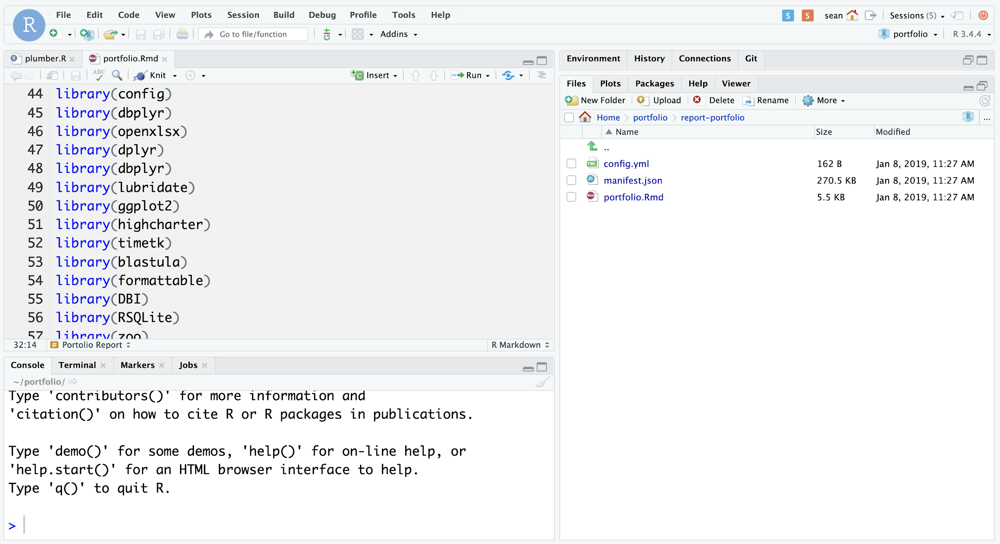 File Edit Code View Plots Session Build Debug Profile Tools Help
S S sean Sessions (5)
R
Go to file/function Addins
portfolio R 3.4.4
plumber.R portfolio.Rmd
ABC Knit Insert Run
44 library(config)
45 library(dbplyr)
46 library(openxlsx)
47 library(dplyr)
48 library(dbplyr)
49 library(lubridate)
50 library(ggplot2)
51 library(highcharter)
52 library(timetk)
53 library(blastula)
54 library(formattable)
55 library(DBI)
56 library(RSQLite)
57 library(zoo)
32:14 # Portolio Report R Markdown
Console Terminal Markers Jobs
~/portfolio/
Type 'contributors()' for more information and
'citation()' on how to cite R or R packages in publications.
Type 'demo()' for some demos, 'help()' for on-line help, or
'help.start()' for an HTML browser interface to help.
Type 'q()' to quit R.
>
Environment History Connections Git
Files Plots Packages Help Viewer
New Folder Upload Delete Rename More
Home portfolio report-portfolio ...
Name Size Modified
..
YML config.yml 162 B Jan 8, 2019, 11:27 AM
JS manifest.json 270.5 KB Jan 8, 2019, 11:27 AM
Rmd portfolio.Rmd 5.5 KB Jan 8, 2019, 11:27 AM